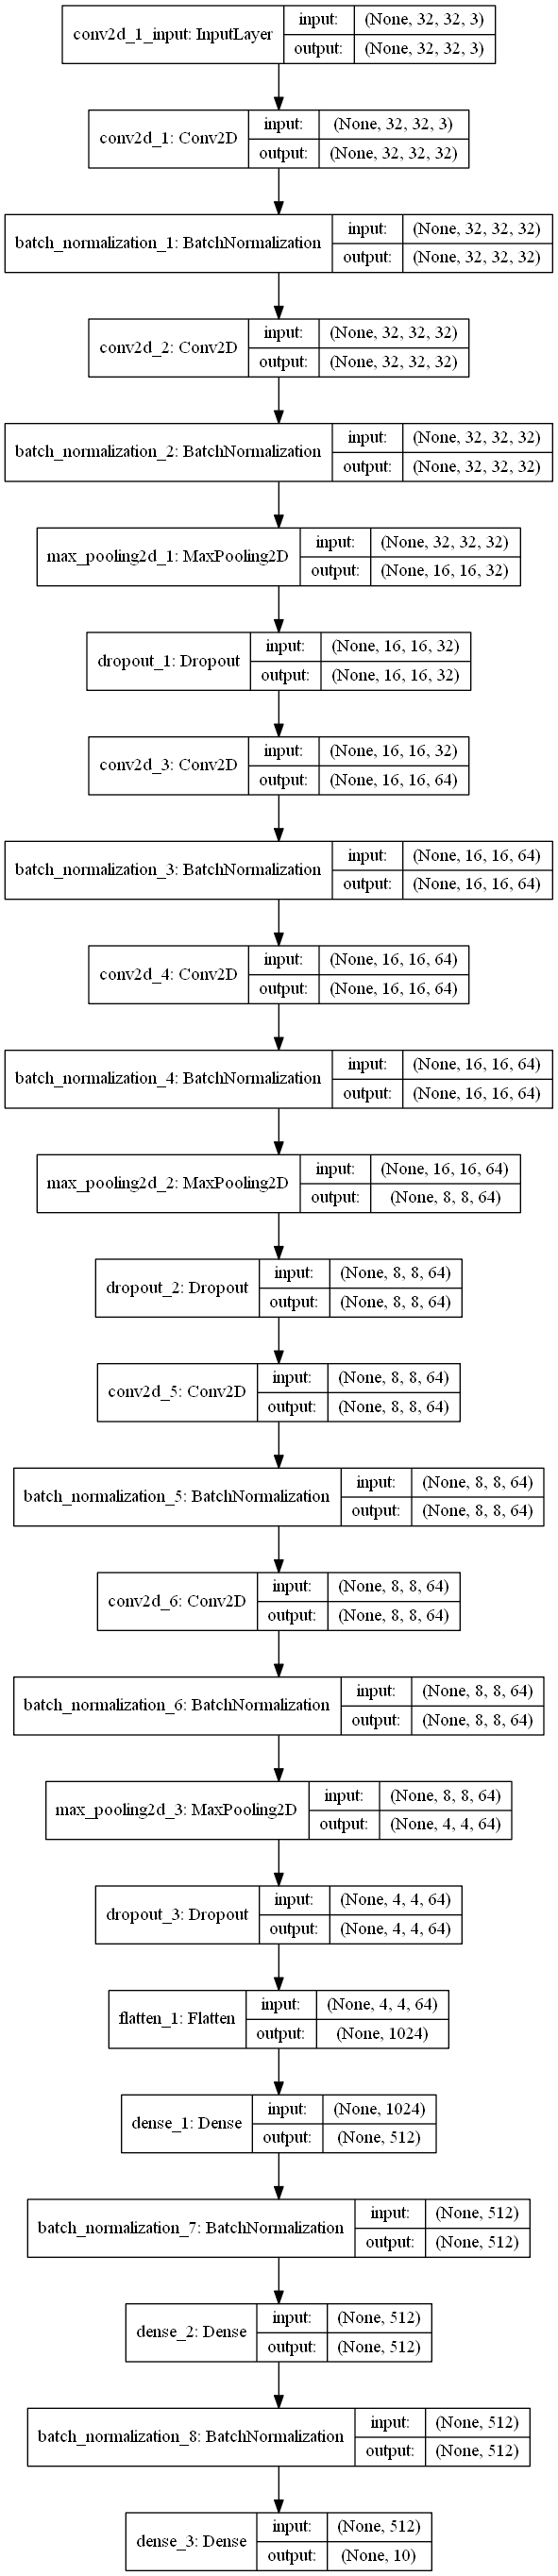 conv2d_1_input: InputLayer
input: (None, 32, 32, 3)
output: (None, 32, 32, 3)
conv2d_1: Conv2D
input: (None, 32, 32, 3)
output: (None, 32, 32, 32)
batch_normalization_1: BatchNormalization
input: (None, 32, 32, 32)
output: (None, 32, 32, 32)
conv2d_2: Conv2D
input: (None, 32, 32, 32)
output: (None, 32, 32, 32)
batch_normalization_2: BatchNormalization
input: (None, 32, 32, 32)
output: (None, 32, 32, 32)
max_pooling2d_1: MaxPooling2D
input: (None, 32, 32, 32)
output: (None, 16, 16, 32)
dropout_1: Dropout
input: (None, 16, 16, 32)
output: (None, 16, 16, 32)
conv2d_3: Conv2D
input: (None, 16, 16, 32)
output: (None, 16, 16, 64)
batch_normalization_3: BatchNormalization
input: (None, 16, 16, 64)
output: (None, 16, 16, 64)
conv2d_4: Conv2D
input: (None, 16, 16, 64)
output: (None, 16, 16, 64)
batch_normalization_4: BatchNormalization
input: (None, 16, 16, 64)
output: (None, 16, 16, 64)
max_pooling2d_2: MaxPooling2D
input: (None, 16, 16, 64)
output: (None, 8, 8, 64)
dropout_2: Dropout
input: (None, 8, 8, 64)
output: (None, 8, 8, 64)
conv2d_5: Conv2D
input: (None, 8, 8, 64)
output: (None, 8, 8, 64)
batch_normalization_5: BatchNormalization
input: (None, 8, 8, 64)
output: (None, 8, 8, 64)
conv2d_6: Conv2D
input: (None, 8, 8, 64)
output: (None, 8, 8, 64)
batch_normalization_6: BatchNormalization
input: (None, 8, 8, 64)
output: (None, 8, 8, 64)
max_pooling2d_3: MaxPooling2D
input: (None, 8, 8, 64)
output: (None, 4, 4, 64)
dropout_3: Dropout
input: (None, 4, 4, 64)
output: (None, 4, 4, 64)
flatten_1: Flatten
input: (None, 4, 4, 64)
output: (None, 1024)
dense_1: Dense
input: (None, 1024)
output: (None, 512)
batch_normalization_7: BatchNormalization
input: (None, 512)
output: (None, 512)
dense_2: Dense
input: (None, 512)
output: (None, 512)
batch_normalization_8: BatchNormalization
input: (None, 512)
output: (None, 512)
dense_3: Dense
input: (None, 512)
output: (None, 10)